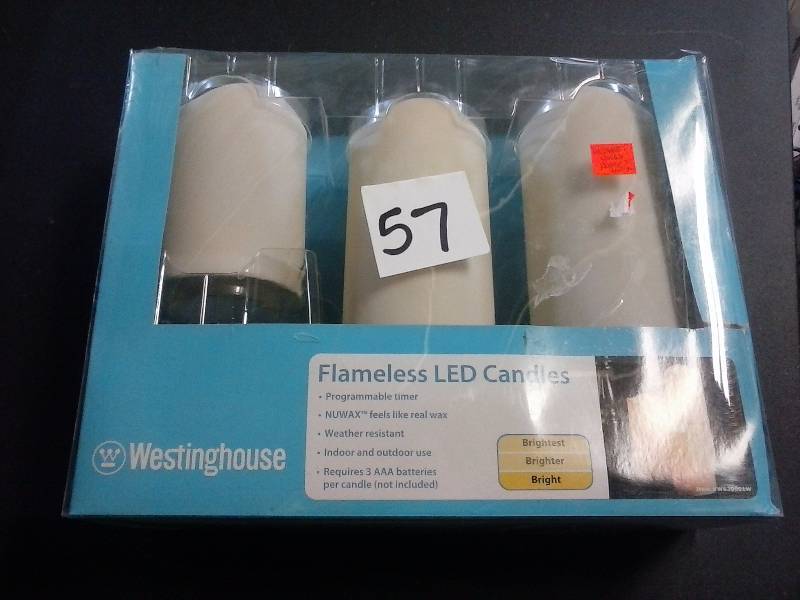 57
Flameless LED Candles
• Programmable timer
• NUWAX™ feels like real wax
• Weather resistant
• Indoor and outdoor use
• Requires 3 AAA batteries
per candle (not included)
Brightest
Brighter
Bright
Westinghouse